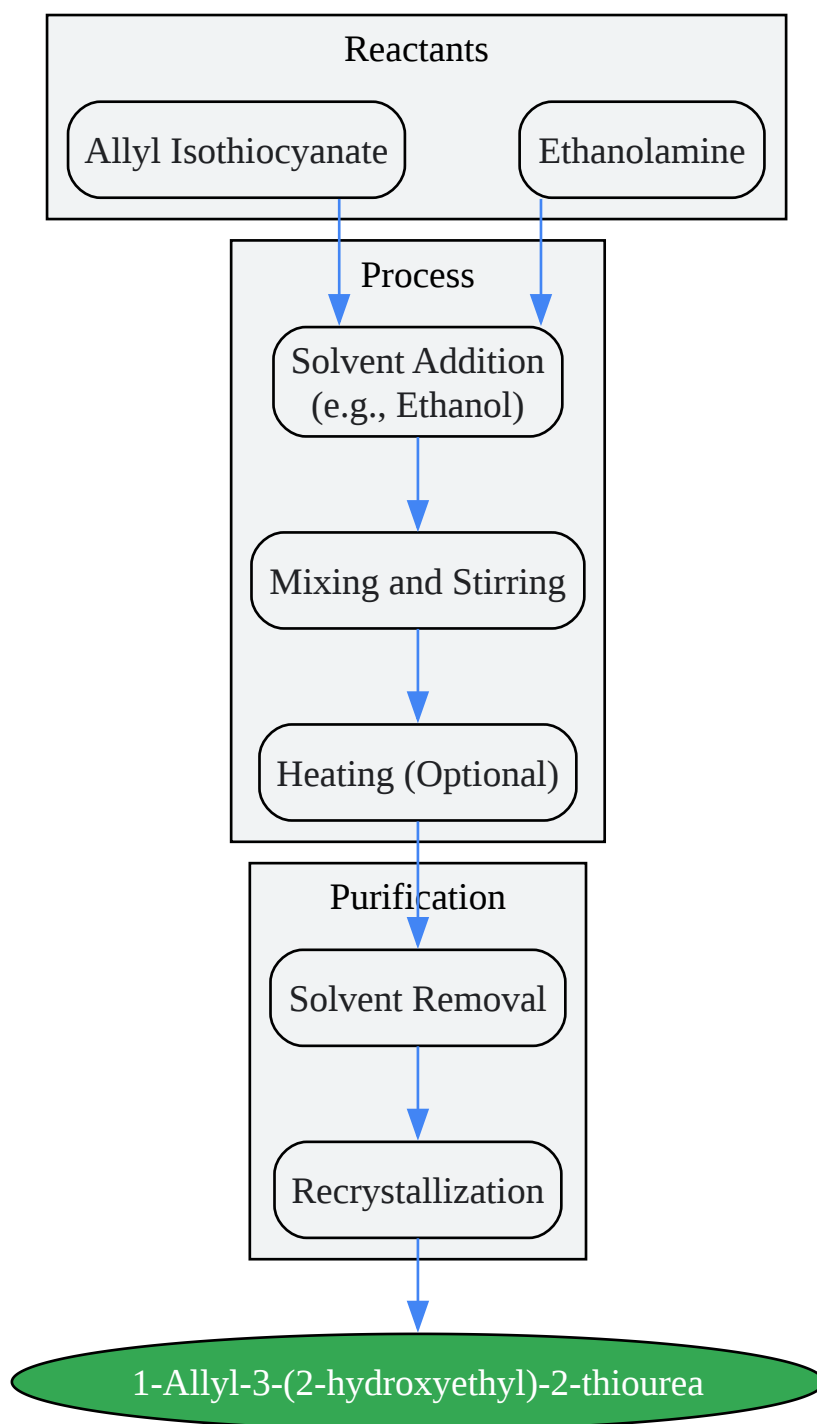 Reactants
Allyl Isothiocyanate
Ethanolamine
Process
Solvent Addition
(e.g., Ethanol)
Mixing and Stirring
Heating (Optional)
Purification
Solvent Removal
Recrystallization
1-Allyl-3-(2-hydroxyethyl)-2-thiourea